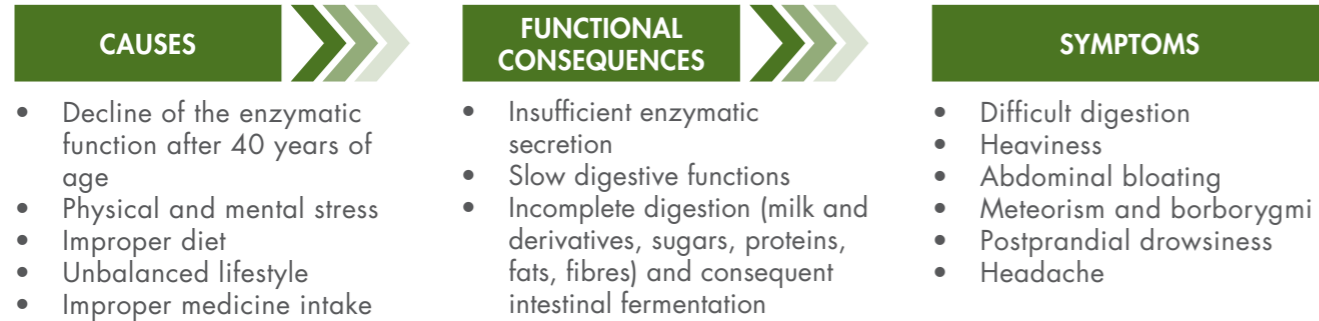 CAUSES
• Decline of the enzymatic
function after 40 years of
age
• Physical and mental stress
• Improper diet
• Unbalanced lifestyle
• Improper medicine intake
FUNCTIONAL
CONSEQUENCES
• Insufficient enzymatic
secretion
• Slow digestive functions
• Incomplete digestion (milk and
derivatives, sugars, proteins,
fats, fibres) and consequent
intestinal fermentation
SYMPTOMS
• Difficult digestion
• Heaviness
• Abdominal bloating
• Meteorism and borborygmi
• Postprandial drowsiness
• Headache